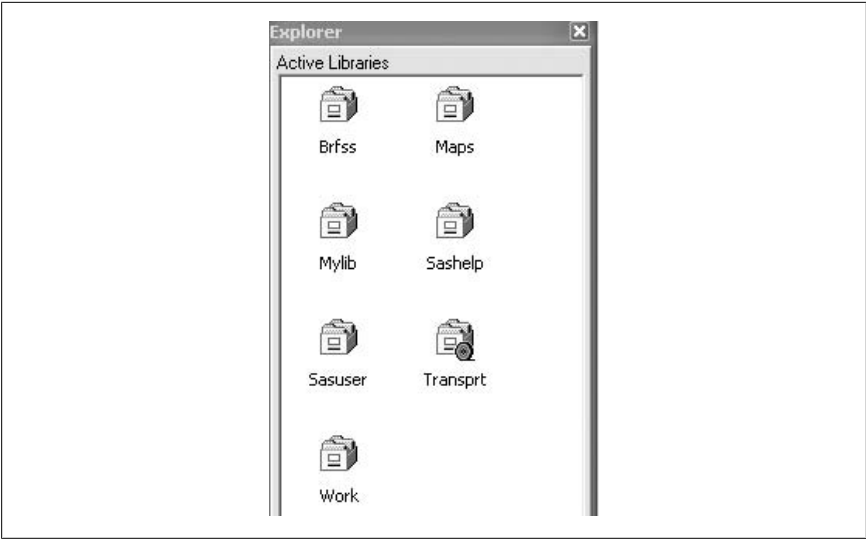 Explorer
Active Libraries
Brfss Maps
Mylib Sashelp
Sasuser Transprt
Work